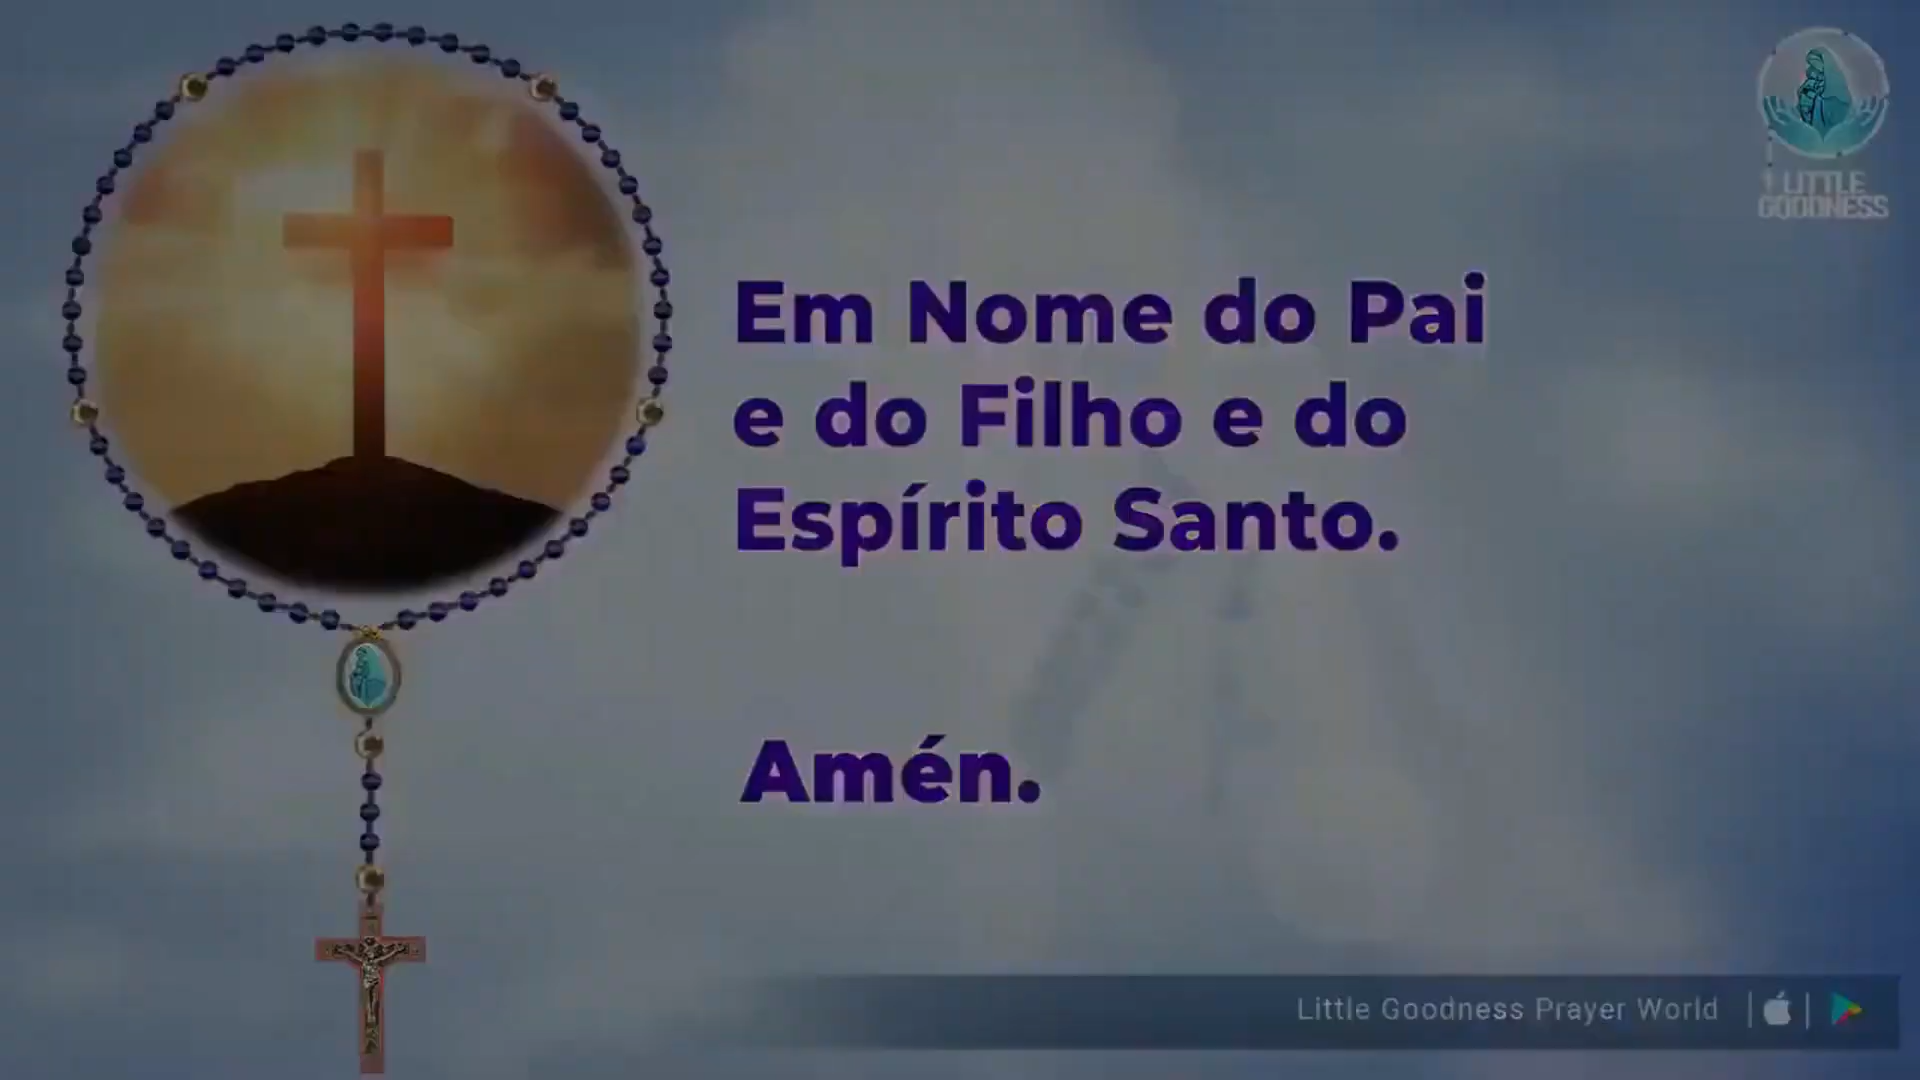 LITTLE
GOODNESS
Em Nome do Pai
e do Filho e do
Espírito Santo.
Amén.
Little Goodness Prayer World